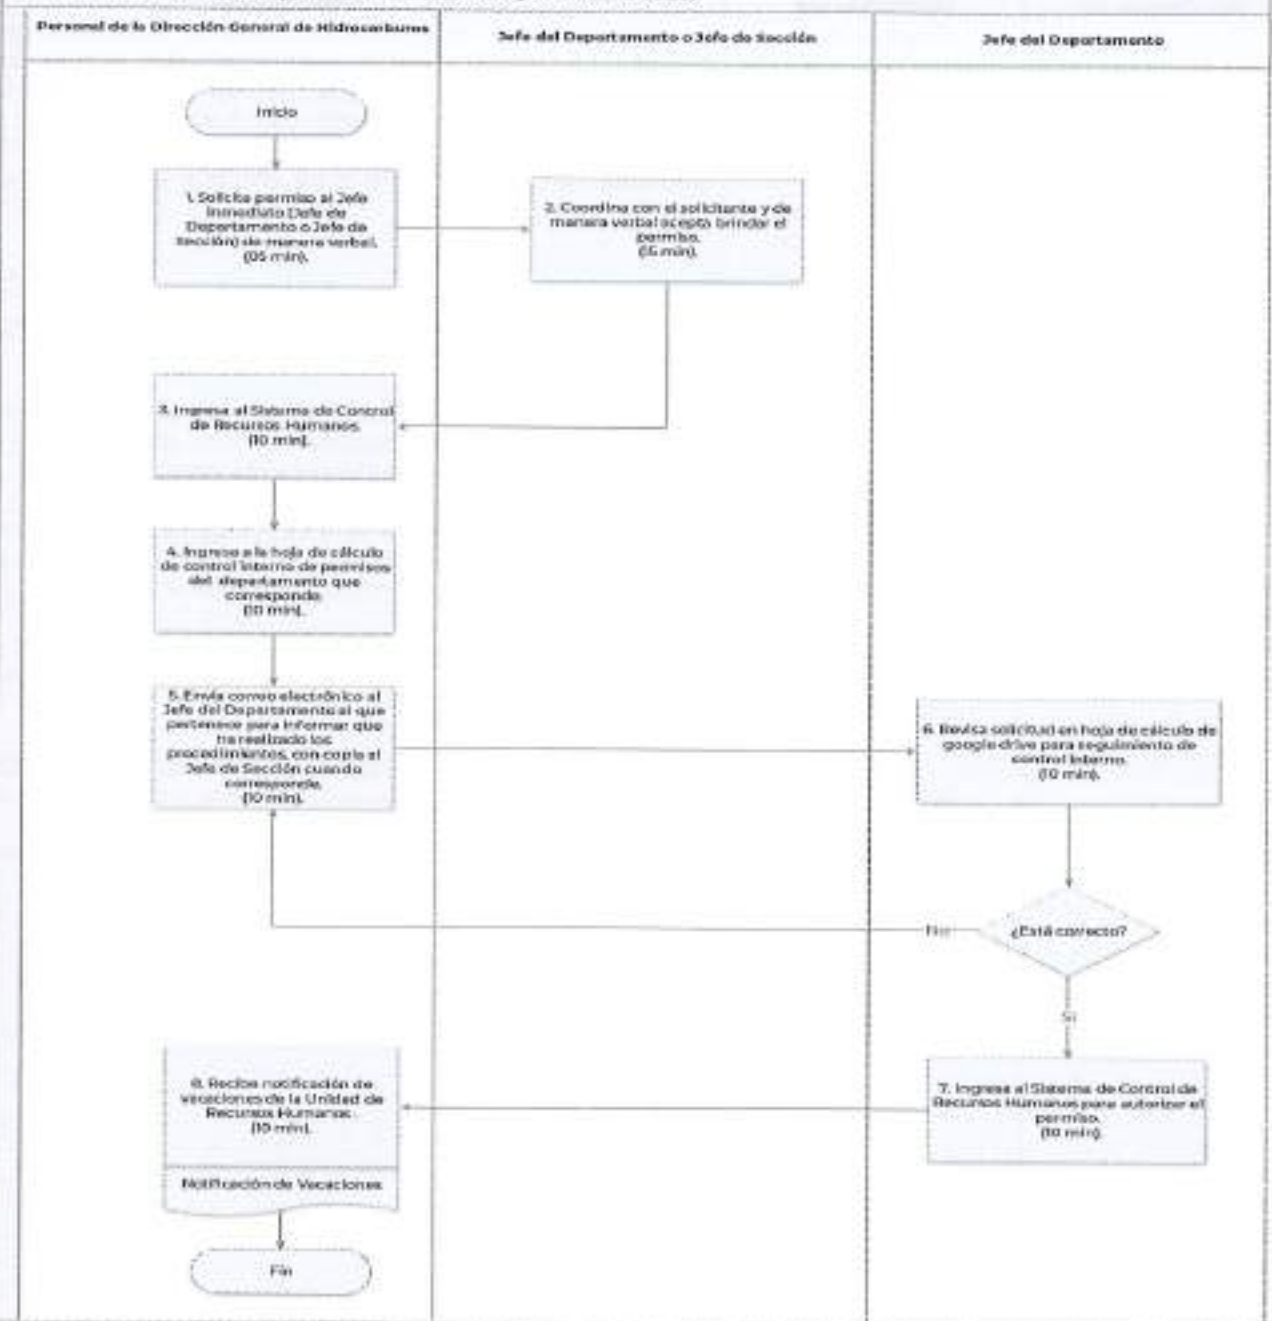 Personal de la Dirección General de Hidrocarburos
Jefe del Departamento o Jefe de Sección
Jefe del Departamento
Inicio
1. Solicita permiso al Jefe
Inmediato (Jefe de
Departamento o Jefe de
Sección) de manera verbal.
(05 min).
2. Coordina con el solicitante y de
manera verbal acepta brindar el
permiso.
(15 min).
3. Ingresa al Sistema de Control
de Recursos Humanos.
(10 min).
4. Ingresa a la hoja de cálculo
de control interno de permisos
del departamento que
corresponde.
(10 min).
5. Envía correo electrónico al
Jefe del Departamento al que
pertenece para informar que
ha realizado los
procedimientos, con copia al
Jefe de Sección cuando
corresponde.
(10 min).
6. Revisa solicitud en hoja de cálculo de
google drive para seguimiento de
control interno.
(10 min).
¿Está correcto?
No
Si
7. Ingresa al Sistema de Control de
Recursos Humanos para autorizar el
permiso.
(10 min).
8. Recibe notificación de
vacaciones de la Unidad de
Recursos Humanos.
(10 min).
Notificación de Vacaciones
Fin